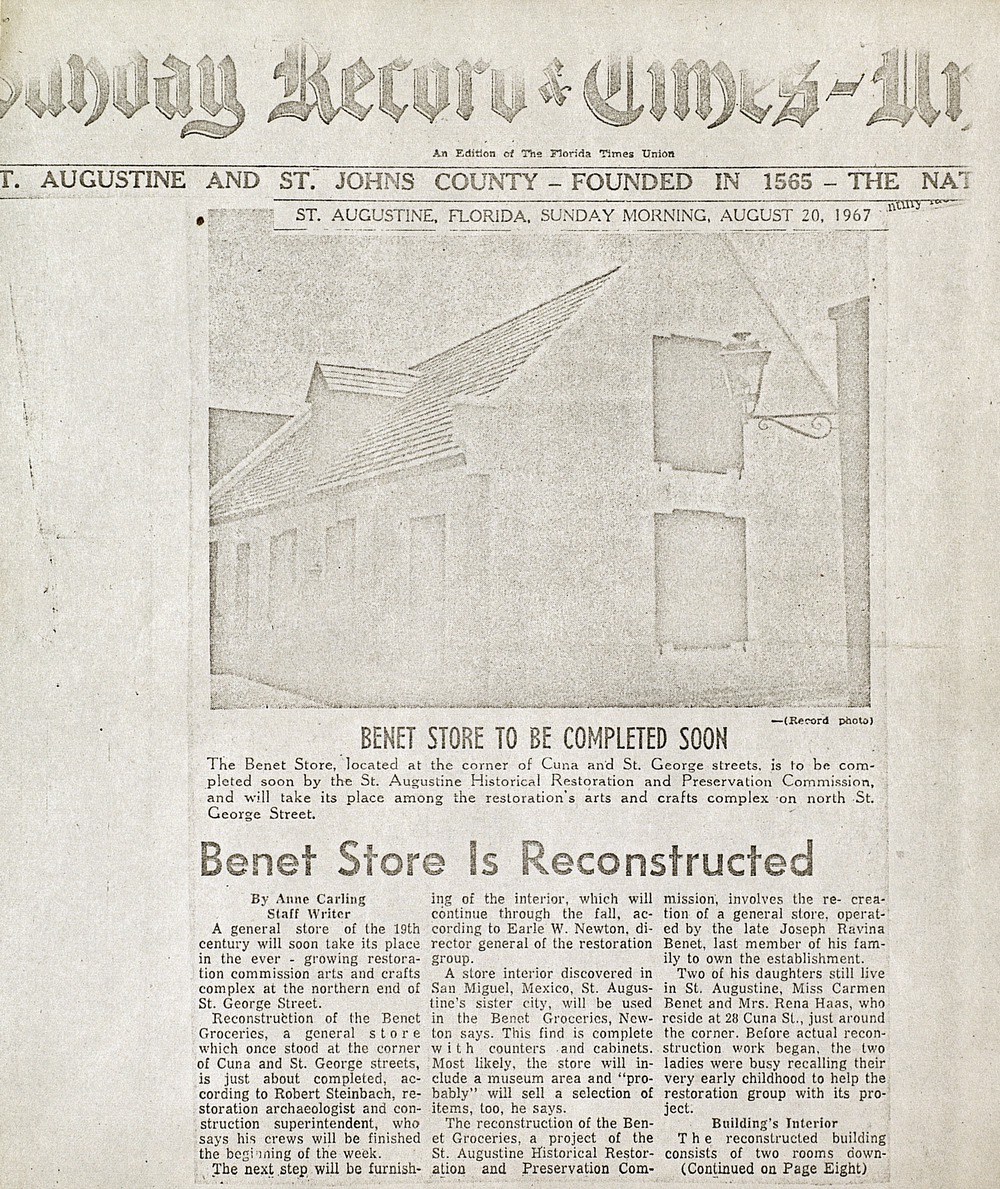 Sunday Record & Times-Un
An Edition of The Florida Times Union
T. AUGUSTINE AND ST. JOHNS COUNTY – FOUNDED IN 1565 – THE NAT
ST. AUGUSTINE, FLORIDA, SUNDAY MORNING, AUGUST 20, 1967
—(Record photo)
BENET STORE TO BE COMPLETED SOON
The Benet Store, located at the corner of Cuna and St. George streets, is to be com-
pleted soon by the St. Augustine Historical Restoration and Preservation Commission,
and will take its place among the restoration's arts and crafts complex on north St.
George Street.
Benet Store Is Reconstructed
By Anne Carling
Staff Writer
A general store of the 19th
century will soon take its place
in the ever - growing restora-
tion commission arts and crafts
complex at the northern end of
St. George Street.
Reconstruction of the Benet
Groceries, a general store
which once stood at the corner
of Cuna and St. George streets,
is just about completed, ac-
cording to Robert Steinbach, re-
storation archaeologist and con-
struction superintendent, who
says his crews will be finished
the beginning of the week.
The next step will be furnish-
ing of the interior, which will
continue through the fall, ac-
cording to Earle W. Newton, di-
rector general of the restoration
group.
A store interior discovered in
San Miguel, Mexico, St. Augus-
tine's sister city, will be used
in the Benet Groceries, New-
ton says. This find is complete
with counters and cabinets.
Most likely, the store will in-
clude a museum area and "pro-
bably" will sell a selection of
items, too, he says.
The reconstruction of the Ben-
et Groceries, a project of the
St. Augustine Historical Restor-
ation and Preservation Com-
mission, involves the re- crea-
tion of a general store, operat-
ed by the late Joseph Ravina
Benet, last member of his fam-
ily to own the establishment.
Two of his daughters still live
in St. Augustine, Miss Carmen
Benet and Mrs. Rena Haas, who
reside at 28 Cuna St., just around
the corner. Before actual recon-
struction work began, the two
ladies were busy recalling their
very early childhood to help the
restoration group with its pro-
ject.
Building's Interior
The reconstructed building
consists of two rooms down-
(Continued on Page Eight)